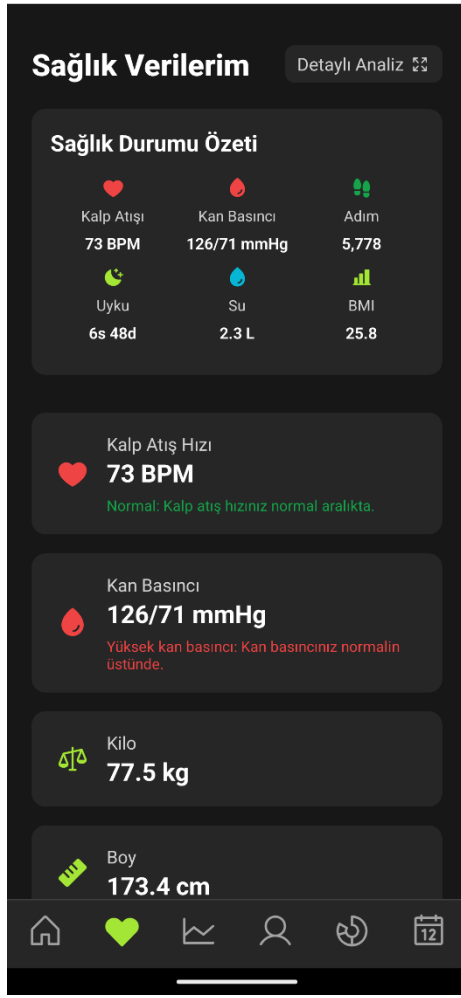 Sağlık Verilerim
Detaylı Analiz
Sağlık Durumu Özeti
Kalp Atışı
Kan Basıncı
Adım
73 BPM
126/71 mmHg
5,778
Uyku
Su
BMI
6s 48d
2.3 L
25.8
Kalp Atış Hızı
73 BPM
Normal: Kalp atış hızınız normal aralıkta.
Kan Basıncı
126/71 mmHg
Yüksek kan basıncı: Kan basıncınız normalin
üstünde.
Kilo
77.5 kg
Boy
173.4 cm
12